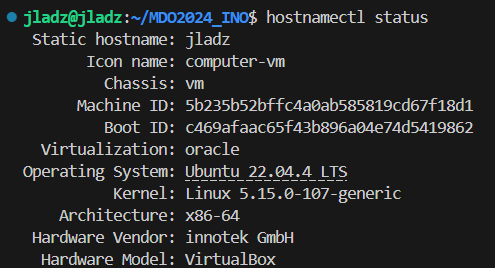 jladz@jladz:~/MDO2024_INO$ hostnamectl status
Static hostname: jladz
Icon name: computer-vm
Chassis: vm
Machine ID: 5b235b52bffc4a0ab585819cd67f18d1
Boot ID: c469afaac65f43b896a04e74d5419862
Virtualization: oracle
Operating System: Ubuntu 22.04.4 LTS
Kernel: Linux 5.15.0-107-generic
Architecture: x86-64
Hardware Vendor: innotek GmbH
Hardware Model: VirtualBox